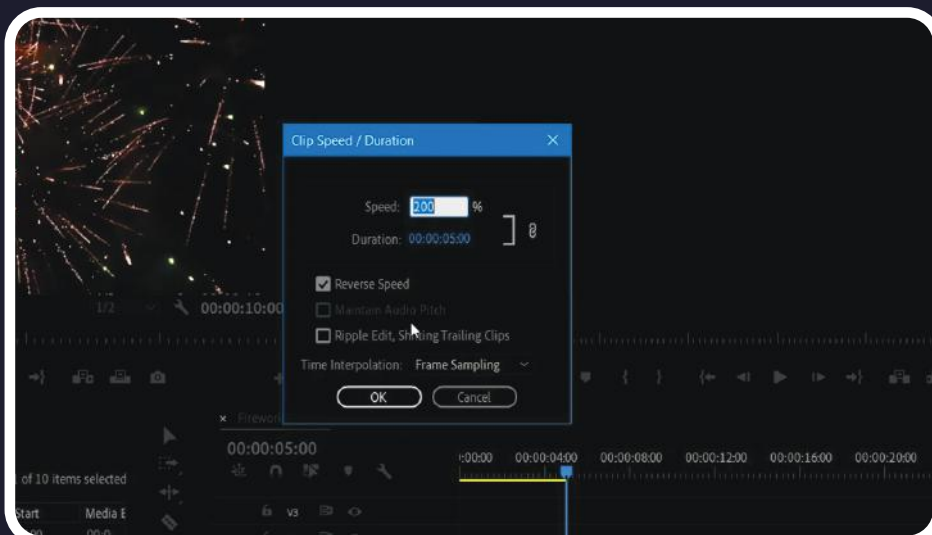 Clip Speed / Duration
Speed: 200 %
Duration: 00:00:05:00
Reverse Speed
Maintain Audio Pitch
Ripple Edit, Shifting Trailing Clips
Time Interpolation: Frame Sampling
OK Cancel
1/2 00:00:10:00
00:00:05:00
:00:00 00:00:04:00 00:00:08:00 00:00:12:00 00:00:16:00 00:00:20:00
of 10 items selected
Start Media E
V3